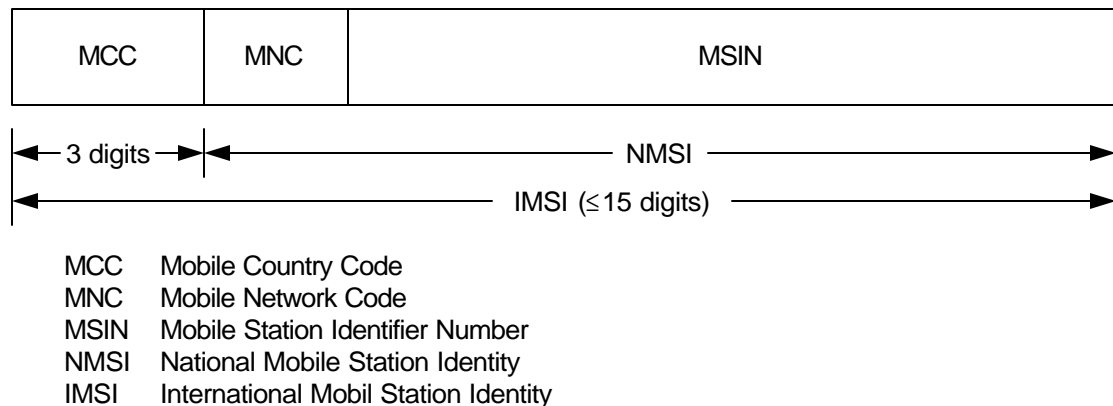 MCC MNC MSIN
3 digits NMSI
IMSI (≤15 digits)
MCC Mobile Country Code
MNC Mobile Network Code
MSIN Mobile Station Identifier Number
NMSI National Mobile Station Identity
IMSI International Mobil Station Identity